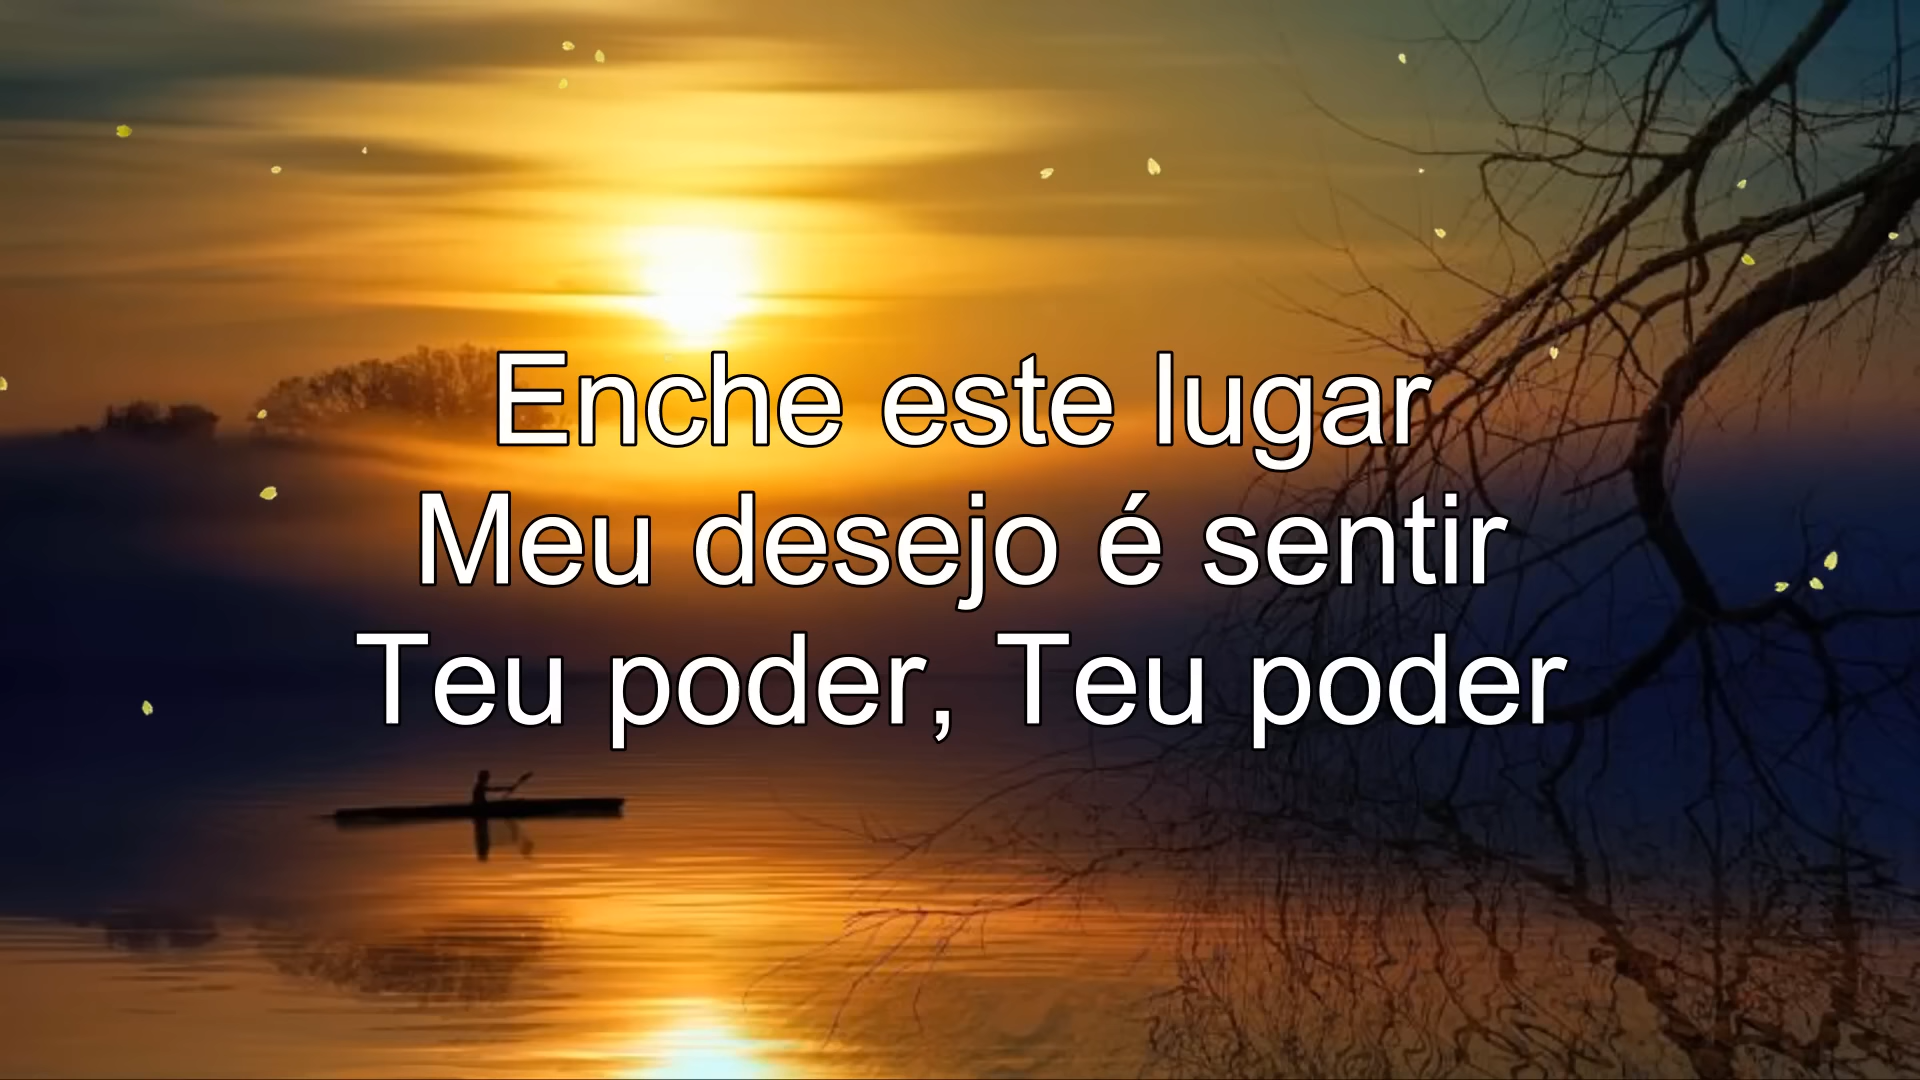 Enche este lugar
Meu desejo é sentir
Teu poder, Teu poder